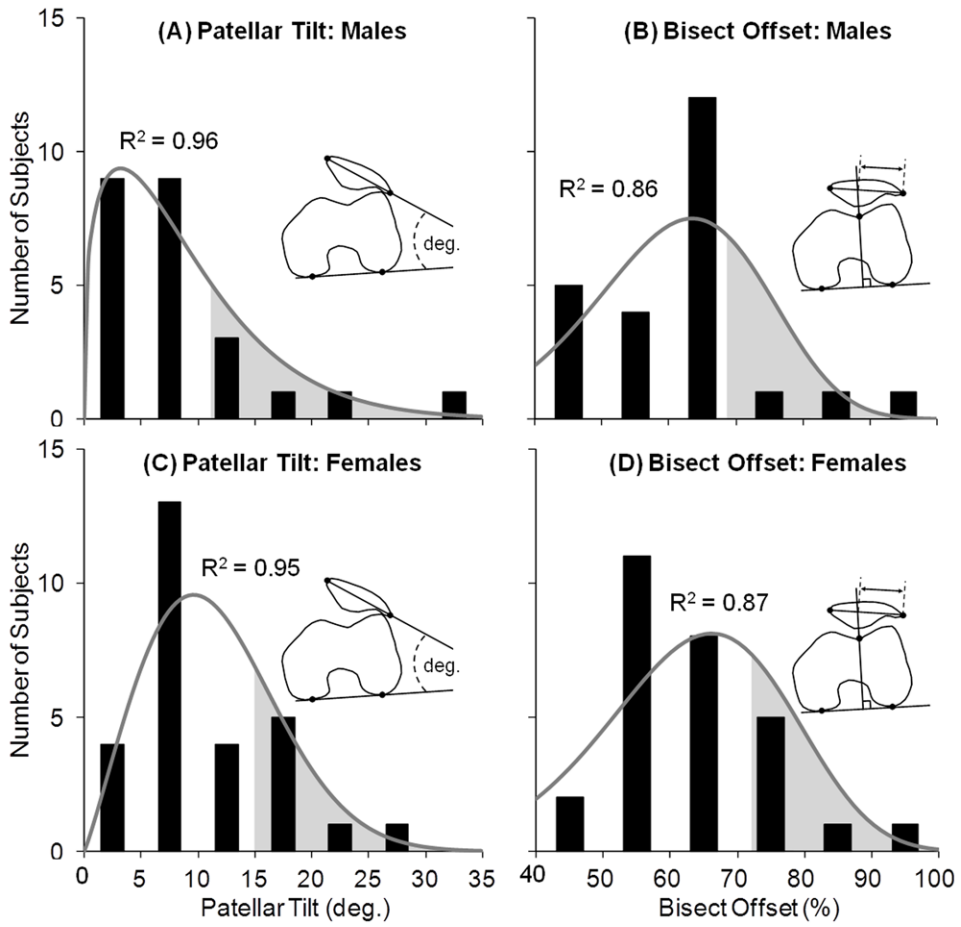 (A) Patellar Tilt: Males
Number of Subjects
15
10
5
0
R² = 0.96
deg.
(B) Bisect Offset: Males
R² = 0.86
(C) Patellar Tilt: Females
Number of Subjects
15
10
5
0
R² = 0.95
deg.
0 5 10 15 20 25 30 35
Patellar Tilt (deg.)
(D) Bisect Offset: Females
R² = 0.87
40 50 60 70 80 90 100
Bisect Offset (%)